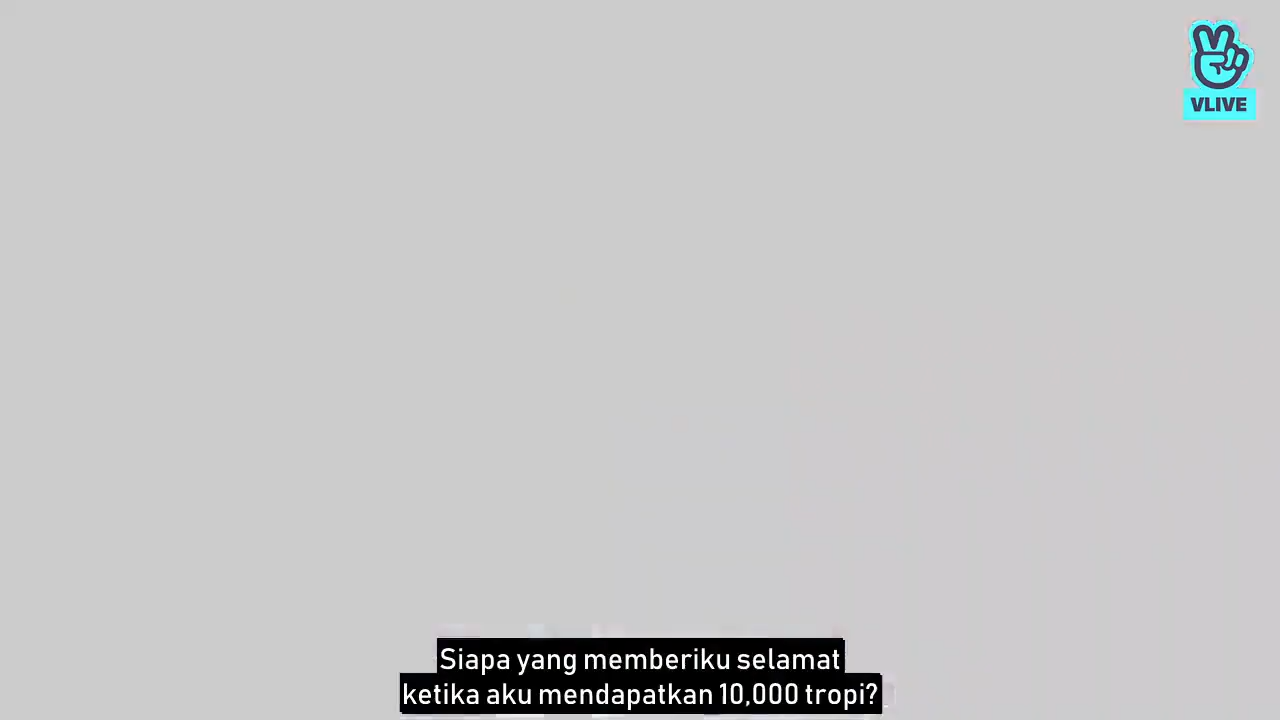 VLIVE
Siapa yang memberiku selamat
ketika aku mendapatkan 10,000 tropi?